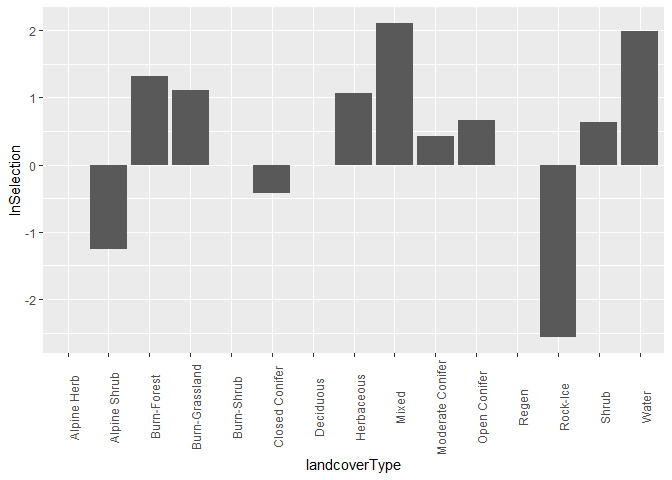 lnSelection
2
1
0
-1
-2
Alpine Herb
Alpine Shrub
Burn-Forest
Burn-Grassland
Burn-Shrub
Closed Conifer
Deciduous
Herbaceous
Mixed
Moderate Conifer
Open Conifer
Regen
Rock-Ice
Shrub
Water
landcoverType